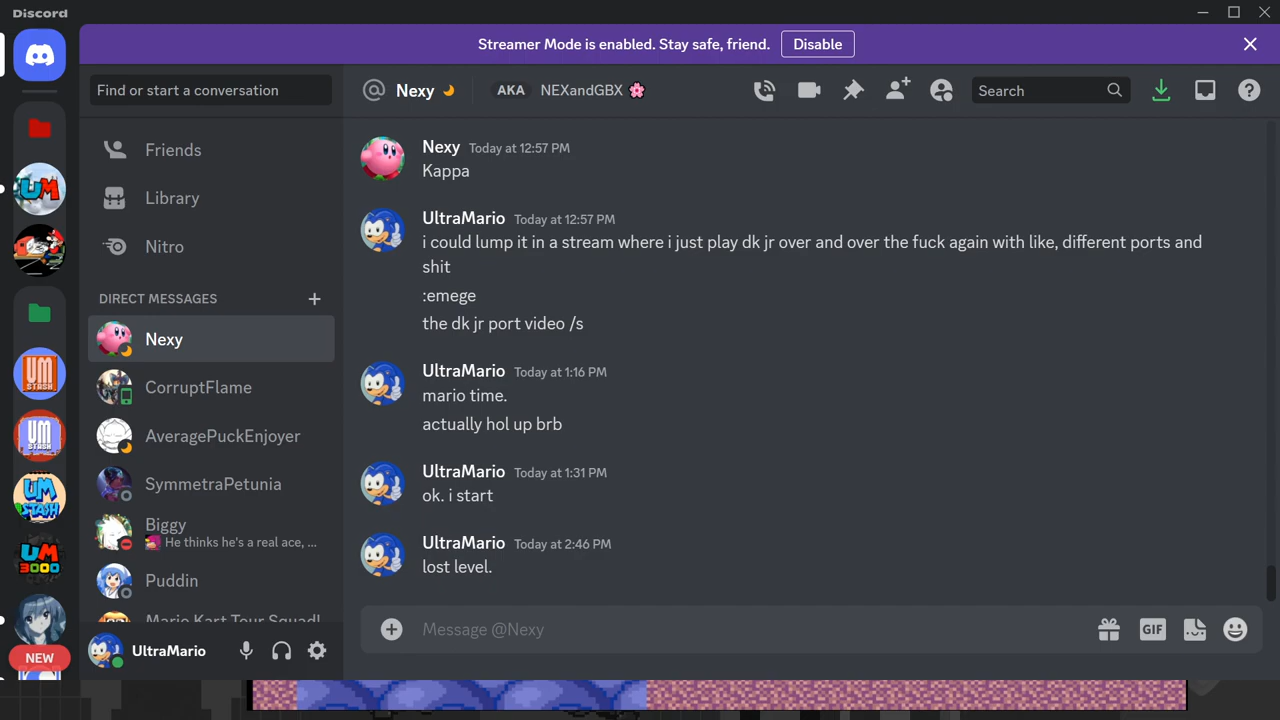 Discord
Streamer Mode is enabled. Stay safe, friend.
Disable
Find or start a conversation
Nexy
AKA
NEXandGBX
Search
Friends
Library
Nitro
DIRECT MESSAGES
Nexy
CorruptFlame
AveragePuckEnjoyer
SymmetraPetunia
Biggy
He thinks he's a real ace, ...
Puddin
Mario Kart Tour Squad!
UltraMario
UM
UM
STASH
UM
STASH
UM
STASH
UM
3000
NEW
Nexy Today at 12:57 PM
Kappa
UltraMario Today at 12:57 PM
i could lump it in a stream where i just play dk jr over and over the fuck again with like, different ports and
shit
:emege
the dk jr port video /s
UltraMario Today at 1:16 PM
mario time.
actually hol up brb
UltraMario Today at 1:31 PM
ok. i start
UltraMario Today at 2:46 PM
lost level.
Message @Nexy
GIF